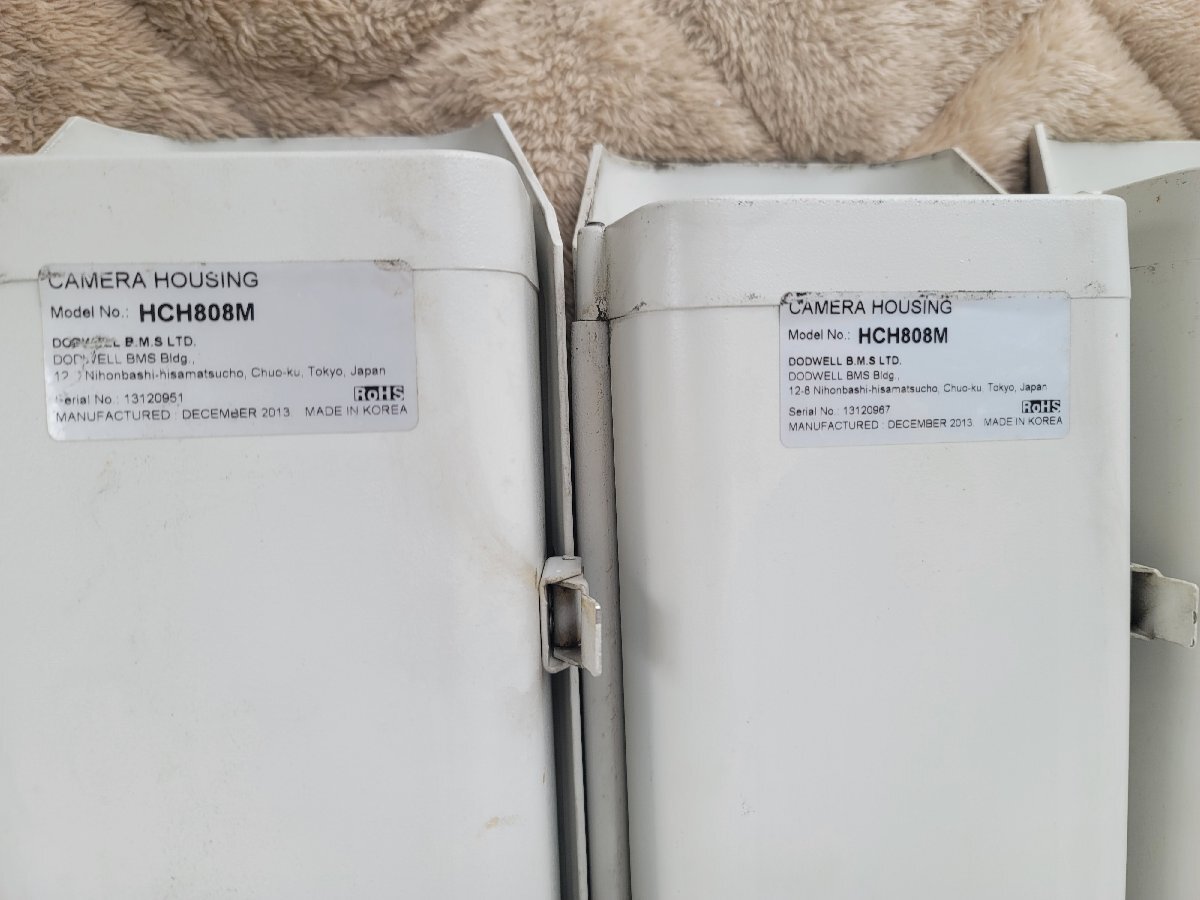 CAMERA HOUSING
Model No.: HCH808M
DODWELL B.M.S LTD.
DODWELL BMS Bldg.,
Nihonbashi-hisamatsucho, Chuo-ku, Tokyo, Japan
Serial No.: 13120951
RoHS
MANUFACTURED : DECEMBER 2013. MADE IN KOREA
CAMERA HOUSING
Model No.: HCH808M
DODWELL B.M.S LTD.
DODWELL BMS Bldg.,
12-8 Nihonbashi-hisamatsucho, Chuo-ku, Tokyo, Japan
Serial No.: 13120967
RoHS
MANUFACTURED : DECEMBER 2013. MADE IN KOREA